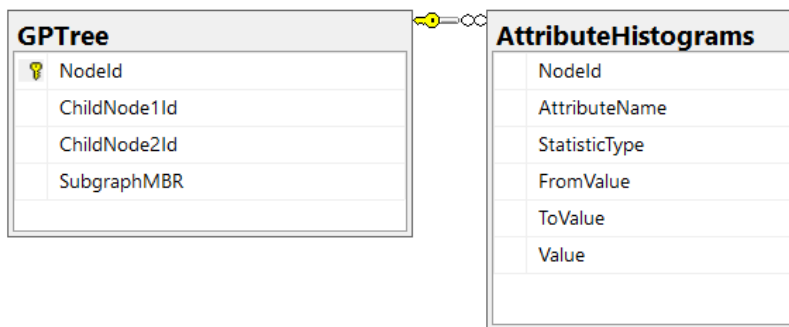 GPTree
NodeId
ChildNode1Id
ChildNode2Id
SubgraphMBR
AttributeHistograms
NodeId
AttributeName
StatisticType
FromValue
ToValue
Value